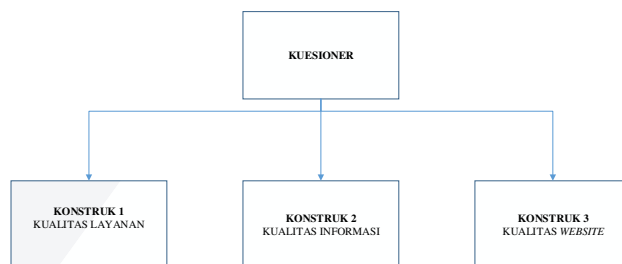 KUESIONER
KONSTRUK 1
KUALITAS LAYANAN
KONSTRUK 2
KUALITAS INFORMASI
KONSTRUK 3
KUALITAS WEBSITE